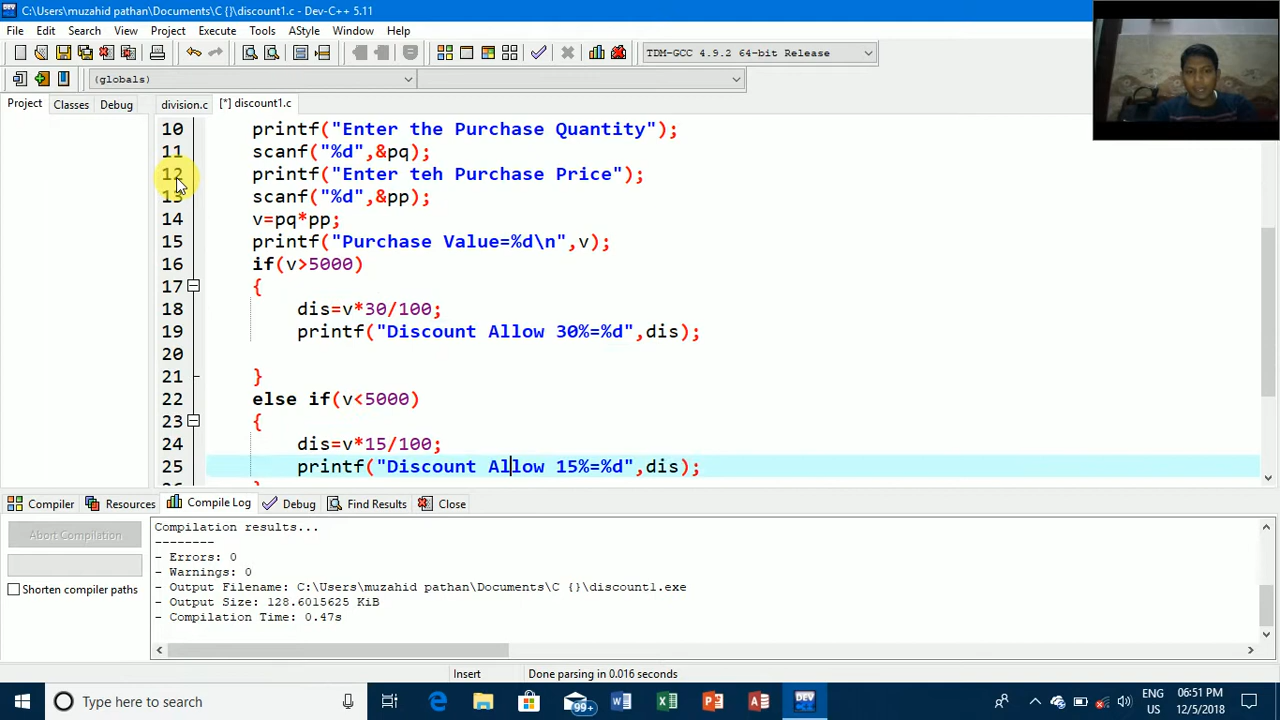 C:\Users\muzahid pathan\Documents\C {}\discount1.c - Dev-C++ 5.11
File Edit Search View Project Execute Tools AStyle Window Help
TDM-GCC 4.9.2 64-bit Release
(globals)
Project Classes Debug division.c [*] discount1.c
10 printf("Enter the Purchase Quantity");
11 scanf("%d",&pq);
12 printf("Enter teh Purchase Price");
13 scanf("%d",&pp);
14 v=pq*pp;
15 printf("Purchase Value=%d\n",v);
16 if(v>5000)
17 {
18 dis=v*30/100;
19 printf("Discount Allow 30%=%d",dis);
20
21 }
22 else if(v<5000)
23 {
24 dis=v*15/100;
25 printf("Discount Allow 15%=%d",dis);
26 }
Compiler Resources Compile Log Debug Find Results Close
Abort Compilation
Shorten compiler paths
Compilation results...
--------
- Errors: 0
- Warnings: 0
- Output Filename: C:\Users\muzahid pathan\Documents\C {}\discount1.exe
- Output Size: 128.6015625 KiB
- Compilation Time: 0.47s
Insert Done parsing in 0.016 seconds
Type here to search
99+
ENG
US
06:51 PM
12/5/2018